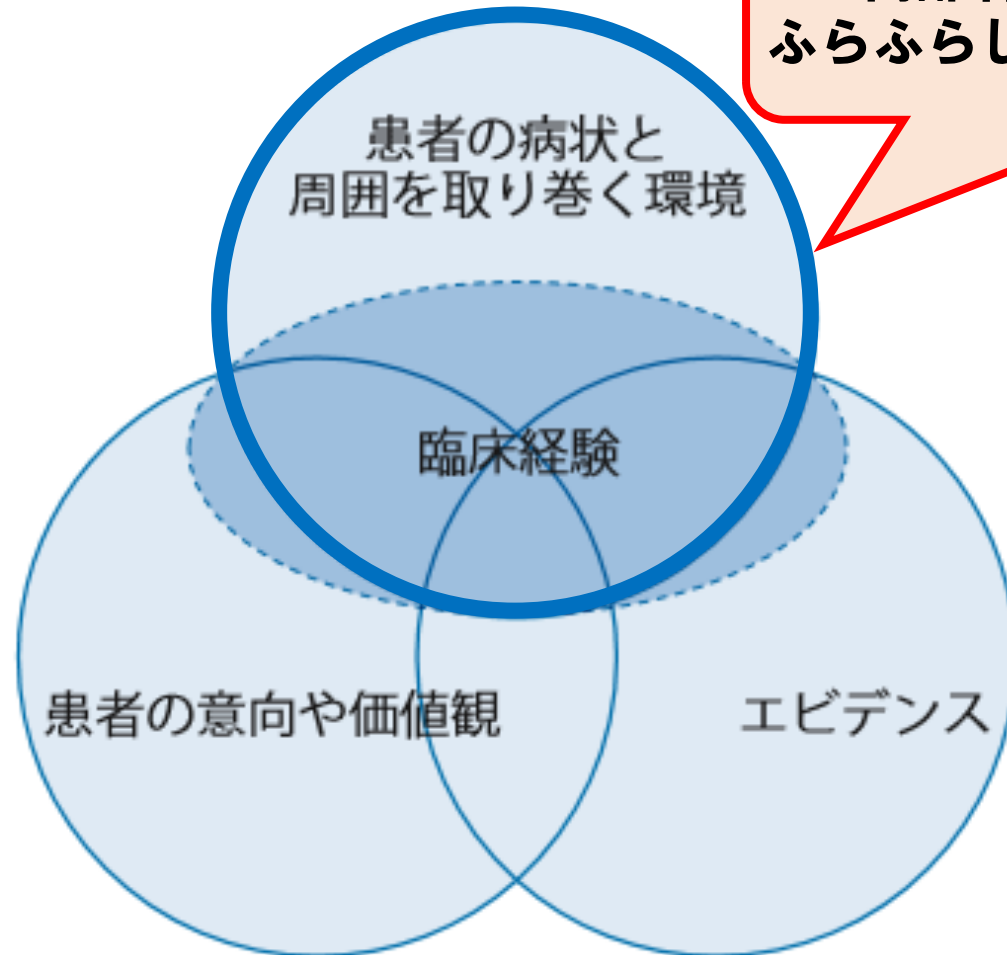 ふらふらし
患者の病状と
周囲を取り巻く環境
臨床経験
患者の意向や価値観
エビデンス